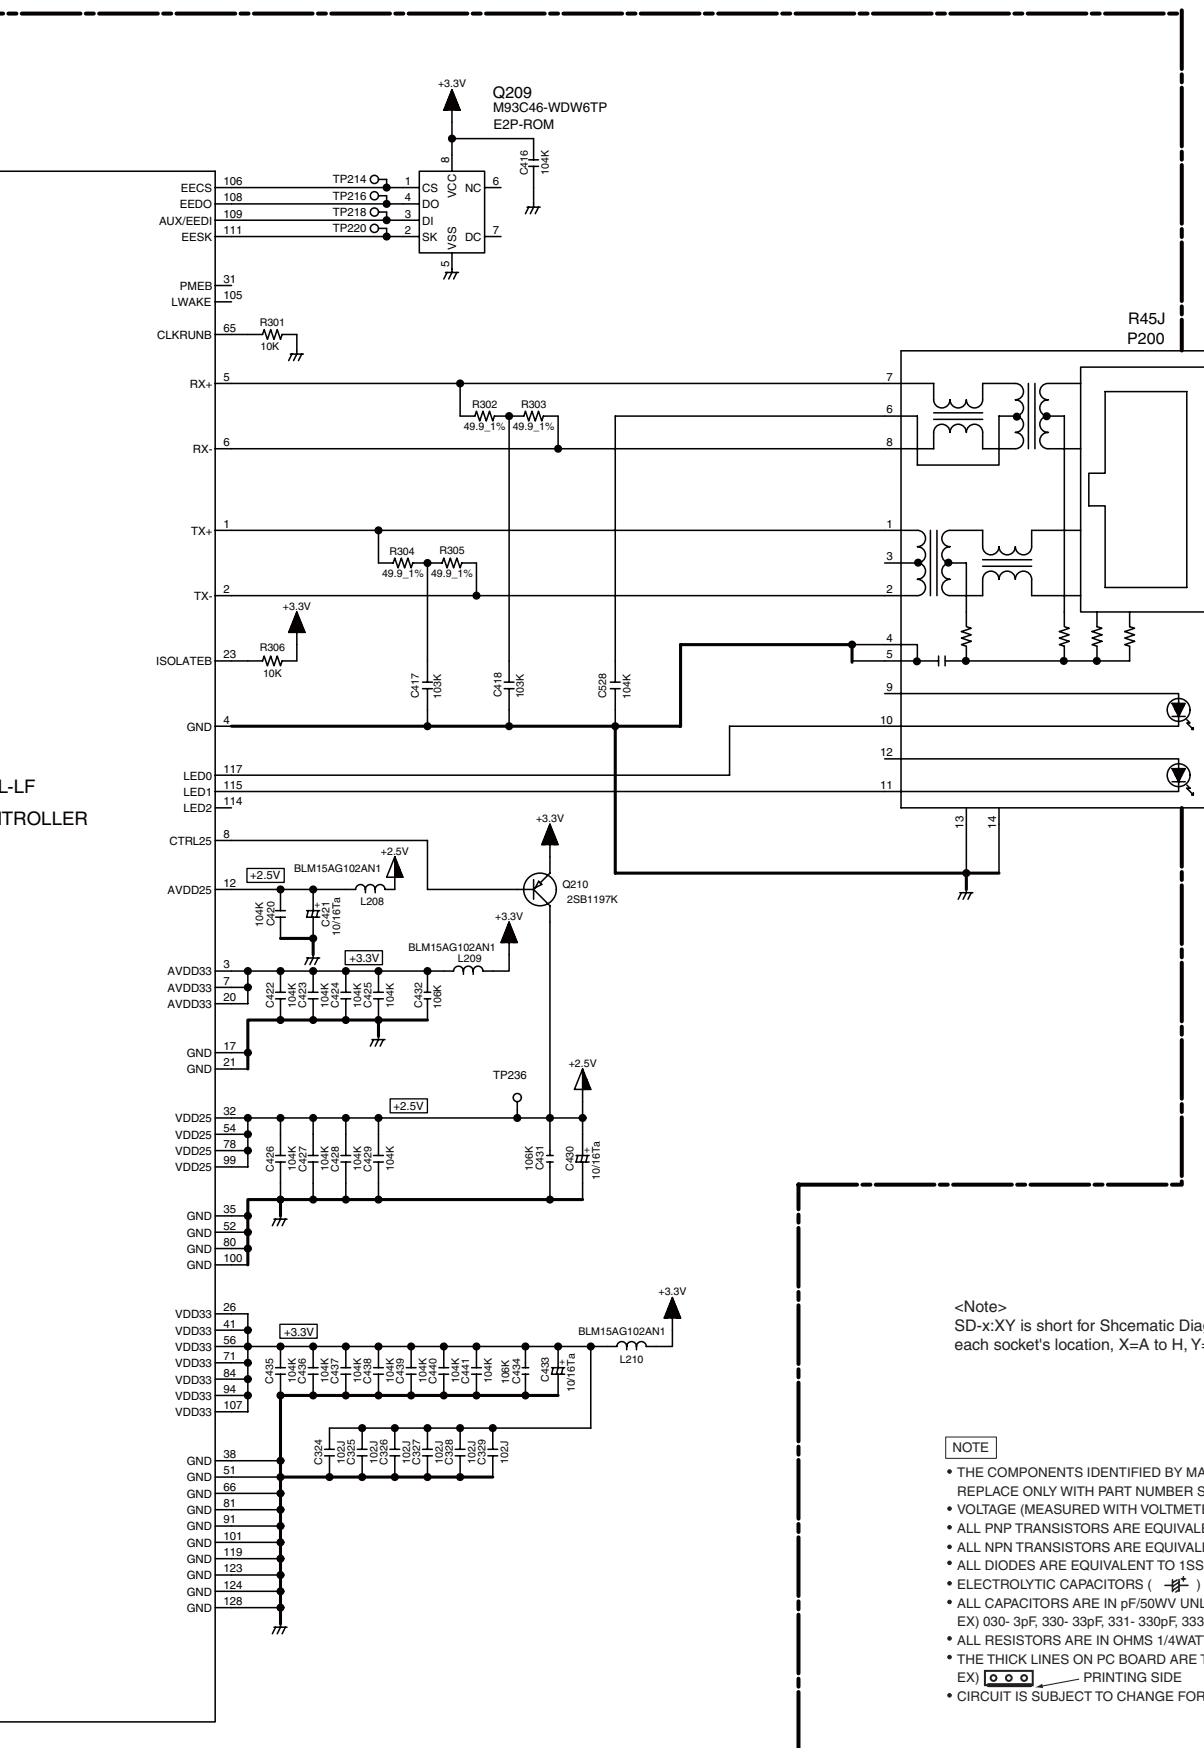 +3.3V
Q209
M93C46-WDW6TP
E2P-ROM
C416
104K
8
VCC
EECS 106 TP214 1 CS NC 6
EEDO 108 TP216 4 DO
AUX/EEDI 109 TP218 3 DI
EESK 111 TP220 2 SK VSS DC 7
5
PMEB 31
LWAKE 105
CLKRUNB 65 R301
10K
R45J
P200
RX+ 5 7
R302 R303 6
49.9_1% 49.9_1%
RX- 6 8
TX+ 1 1
R304 R305 3
49.9_1% 49.9_1%
TX- 2 2
+3.3V
R306
ISOLATEB 23
10K
4
5
C417 103K C418 103K C528 104K
9
GND 4 10
LED0 117 12
LED1 115 11
LED2 114
L-LF
NTROLLER
13 14
CTRL25 8
+3.3V
Q210
2SB1197K
+2.5V
+2.5V BLM15AG102AN1
AVDD25 12 L208
104K C420 + C421 10/16Ta
+3.3V
BLM15AG102AN1
+3.3V L209
AVDD33 3
AVDD33 7
AVDD33 20
C422 104K C423 104K C424 104K C425 104K C432 106K
GND 17
GND 21
TP236 +2.5V
+2.5V
VDD25 32
VDD25 54
VDD25 78
VDD25 99
C426 104K C427 104K C428 104K C429 104K 106K C431 C430 + 10/16Ta
GND 35
GND 52
GND 80
GND 100
+3.3V
VDD33 26
VDD33 41 +3.3V BLM15AG102AN1
VDD33 56 L210
VDD33 71
VDD33 84
VDD33 94
VDD33 107
C435 104K C436 104K C437 104K C438 104K C439 104K C440 104K C441 104K 106K C434 C433 + 10/16Ta
C324 102J C325 102J C326 102J C327 102J C328 102J C329 102J
GND 38
GND 51
GND 66
GND 81
GND 91
GND 101
GND 119
GND 123
GND 124
GND 128
<Note>
SD-x:XY is short for Shcematic Dia
each socket's location, X=A to H, Y=
NOTE
• THE COMPONENTS IDENTIFIED BY MA
REPLACE ONLY WITH PART NUMBER S
• VOLTAGE (MEASURED WITH VOLTMET
• ALL PNP TRANSISTORS ARE EQUIVALE
• ALL NPN TRANSISTORS ARE EQUIVAL
• ALL DIODES ARE EQUIVALENT TO 1SS
• ELECTROLYTIC CAPACITORS ( + )
• ALL CAPACITORS ARE IN pF/50WV UNL
EX) 030- 3pF, 330- 33pF, 331- 330pF, 333
• ALL RESISTORS ARE IN OHMS 1/4WAT
• THE THICK LINES ON PC BOARD ARE T
EX) PRINTING SIDE
• CIRCUIT IS SUBJECT TO CHANGE FOR